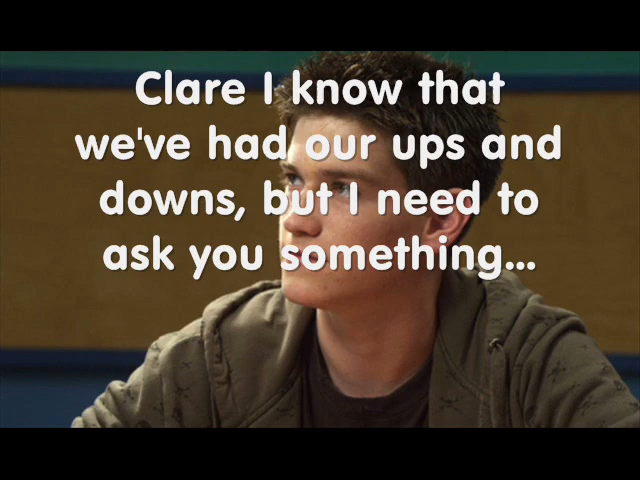 Clare I know that
we've had our ups and
downs, but I need to
ask you something...